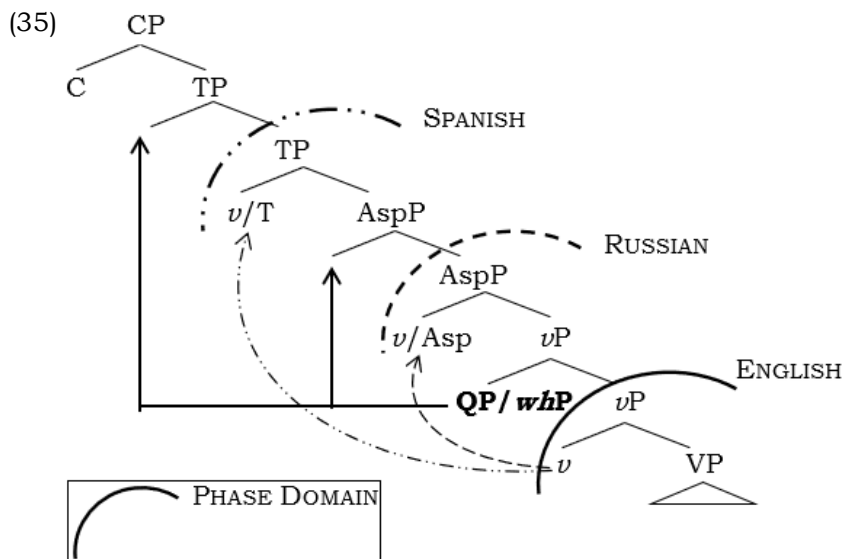 (35)
CP
C TP
SPANISH
TP
v/T AspP
RUSSIAN
AspP
v/Asp vP
ENGLISH
QP/whP vP
v VP
PHASE DOMAIN